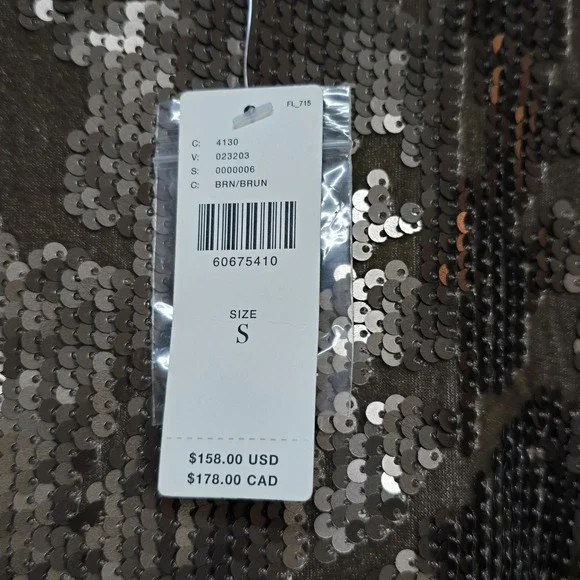 FL_715
C: 4130
V: 023203
S: 0000006
C: BRN/BRUN
60675410
SIZE
S
$158.00 USD
$178.00 CAD